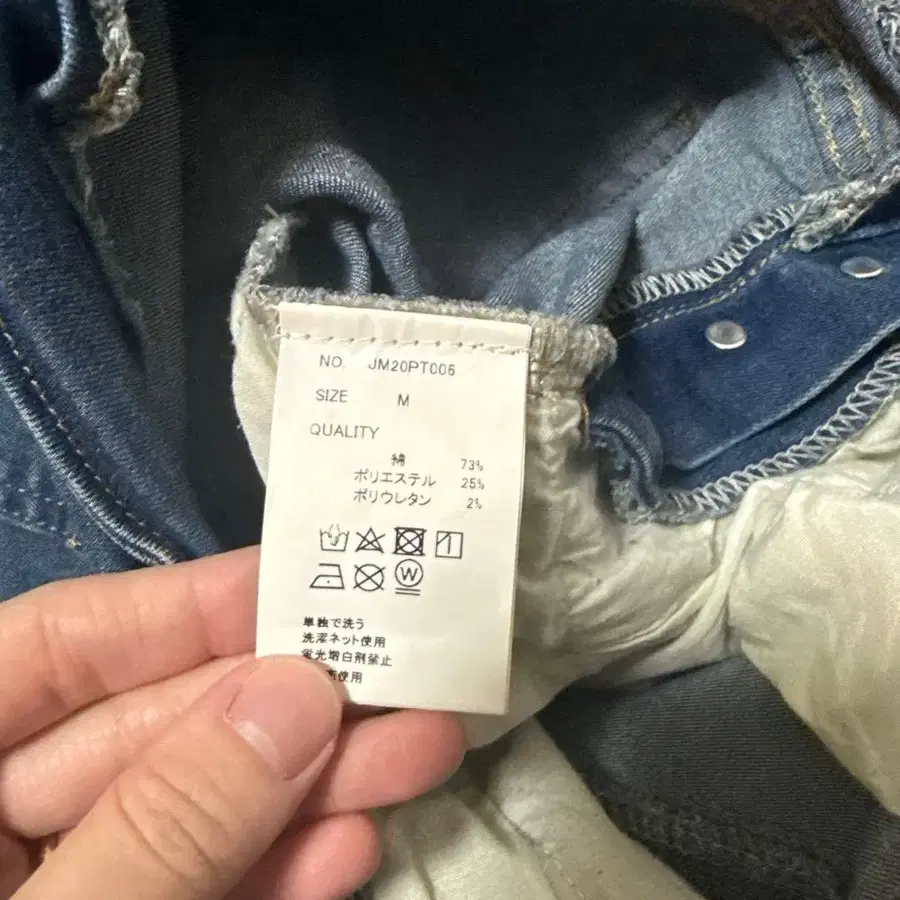 NO. JM20PT006
SIZE M
QUALITY
綿 73%
ポリエステル 25%
ポリウレタン 2%
W
単独で洗う
洗濯ネット使用
蛍光増白剤禁止
使用